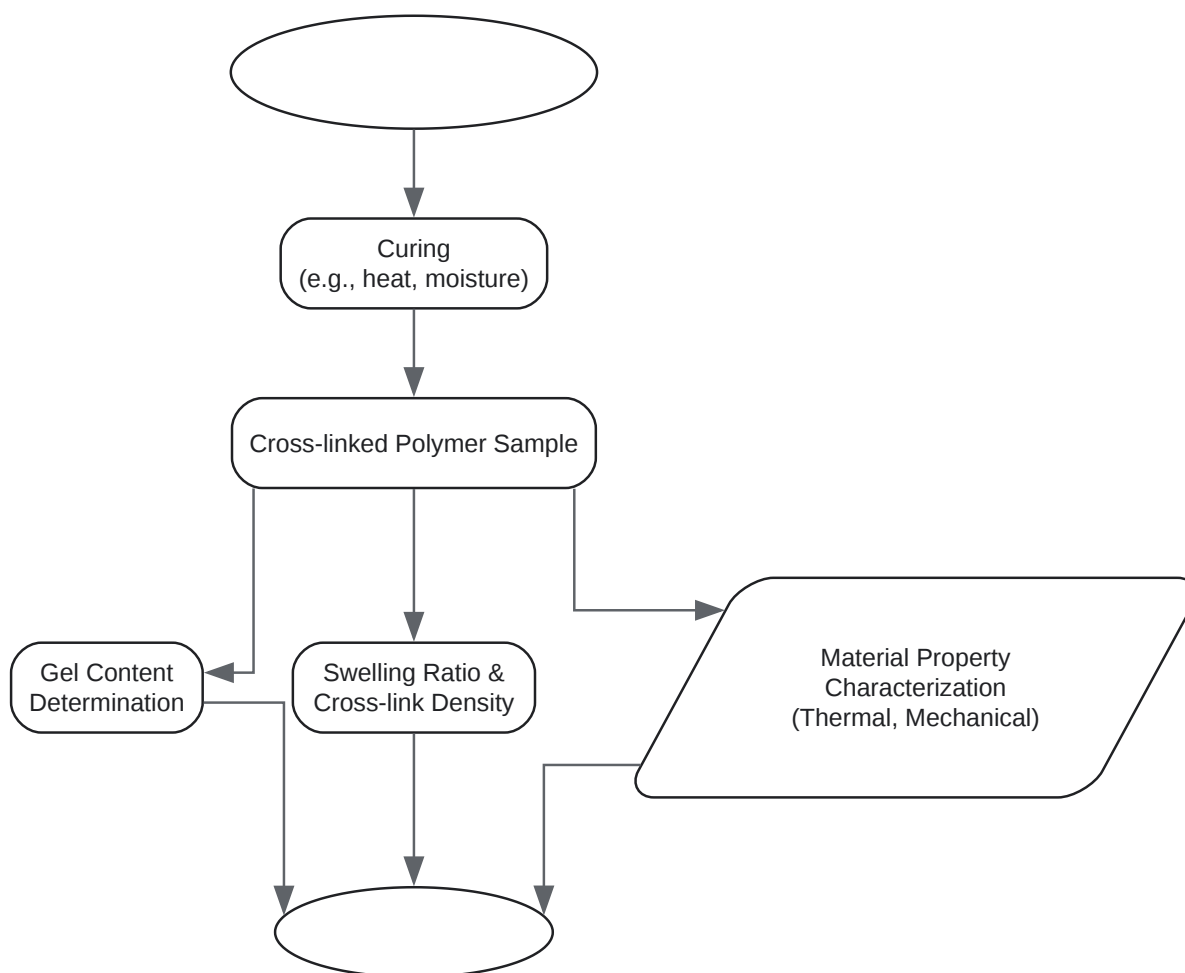 Curing
(e.g., heat, moisture)
Cross-linked Polymer Sample
Gel Content
Determination
Swelling Ratio &
Cross-link Density
Material Property
Characterization
(Thermal, Mechanical)